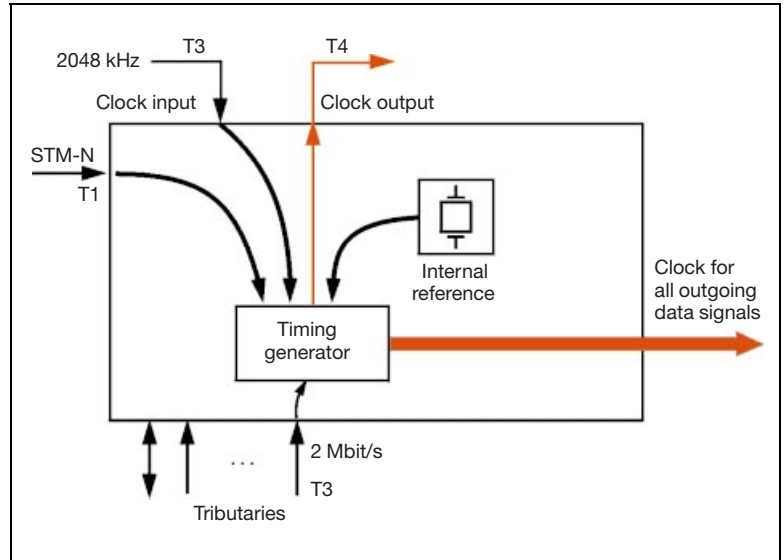 T3
T4
2048 kHz
Clock input
Clock output
STM-N
T1
Internal
reference
Clock for
all outgoing
data signals
Timing
generator
2 Mbit/s
...
T3
Tributaries